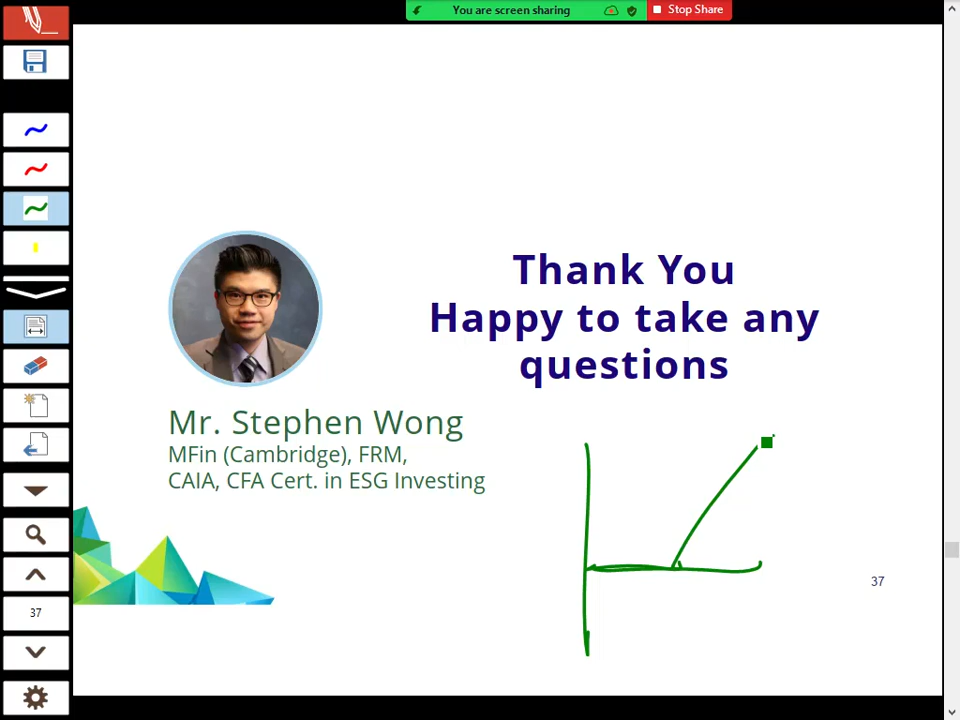 You are screen sharing
Stop Share
Thank You
Happy to take any
questions
Mr. Stephen Wong
MFin (Cambridge), FRM,
CAIA, CFA Cert. in ESG Investing
37
37